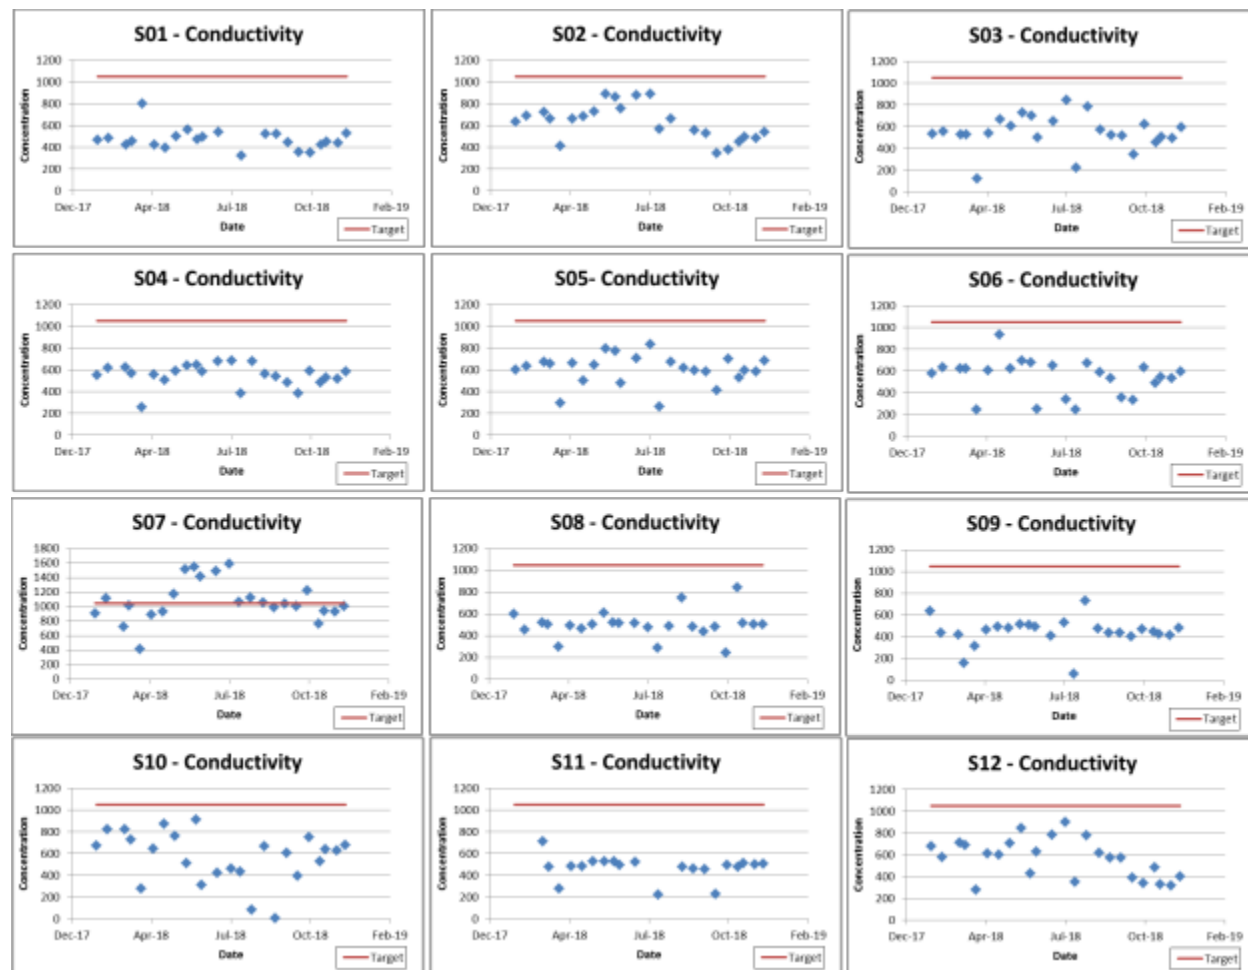 S01 - Conductivity
1200
1000
800
600
400
200
0
Concentration
Dec-17 Apr-18 Jul-18 Oct-18 Feb-19
Date
Target
S02 - Conductivity
1200
1000
800
600
400
200
0
Concentration
Dec-17 Apr-18 Jul-18 Oct-18 Feb-19
Date
Target
S03 - Conductivity
1200
1000
800
600
400
200
0
Concentration
Dec-17 Apr-18 Jul-18 Oct-18 Feb-19
Date
Target
S04 - Conductivity
1200
1000
800
600
400
200
0
Concentration
Dec-17 Apr-18 Jul-18 Oct-18 Feb-19
Date
Target
S05- Conductivity
1200
1000
800
600
400
200
0
Concentration
Dec-17 Apr-18 Jul-18 Oct-18 Feb-19
Date
Target
S06 - Conductivity
1200
1000
800
600
400
200
0
Concentration
Dec-17 Apr-18 Jul-18 Oct-18 Feb-19
Date
Target
S07 - Conductivity
1800
1600
1400
1200
1000
800
600
400
200
0
Concentration
Dec-17 Apr-18 Jul-18 Oct-18 Feb-19
Date
Target
S08 - Conductivity
1200
1000
800
600
400
200
0
Concentration
Dec-17 Apr-18 Jul-18 Oct-18 Feb-19
Date
Target
S09 - Conductivity
1200
1000
800
600
400
200
0
Concentration
Dec-17 Apr-18 Jul-18 Oct-18 Feb-19
Date
Target
S10 - Conductivity
1200
1000
800
600
400
200
0
Concentration
Dec-17 Apr-18 Jul-18 Oct-18 Feb-19
Date
Target
S11 - Conductivity
1200
1000
800
600
400
200
0
Concentration
Dec-17 Apr-18 Jul-18 Oct-18 Feb-19
Date
Target
S12 - Conductivity
1200
1000
800
600
400
200
0
Concentration
Dec-17 Apr-18 Jul-18 Oct-18 Feb-19
Date
Target